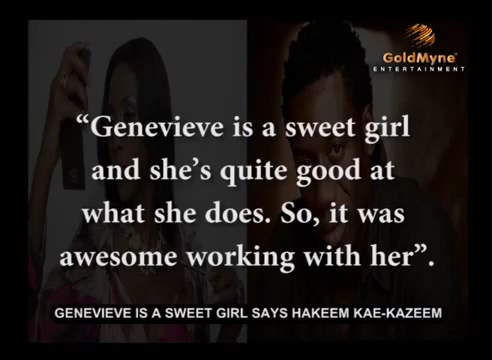 GoldMyne
ENTERTAINMENT
“Genevieve is a sweet girl
and she’s quite good at
what she does. So, it was
awesome working with her”.
GENEVIEVE IS A SWEET GIRL SAYS HAKEEM KAE-KAZEEM